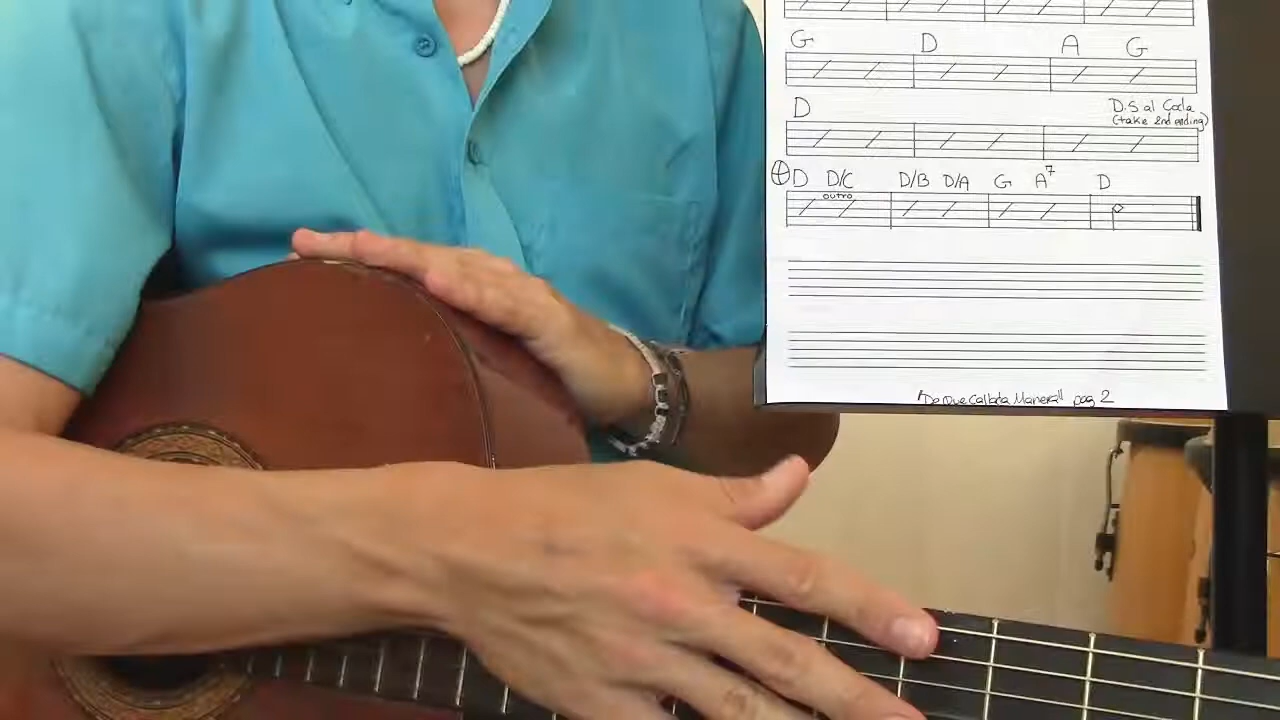 G D A G
D D.S al Coda
(take 2nd ending)
D D/C D/B D/A G A7 D
outro
"De Que Callada Manera" pag 2